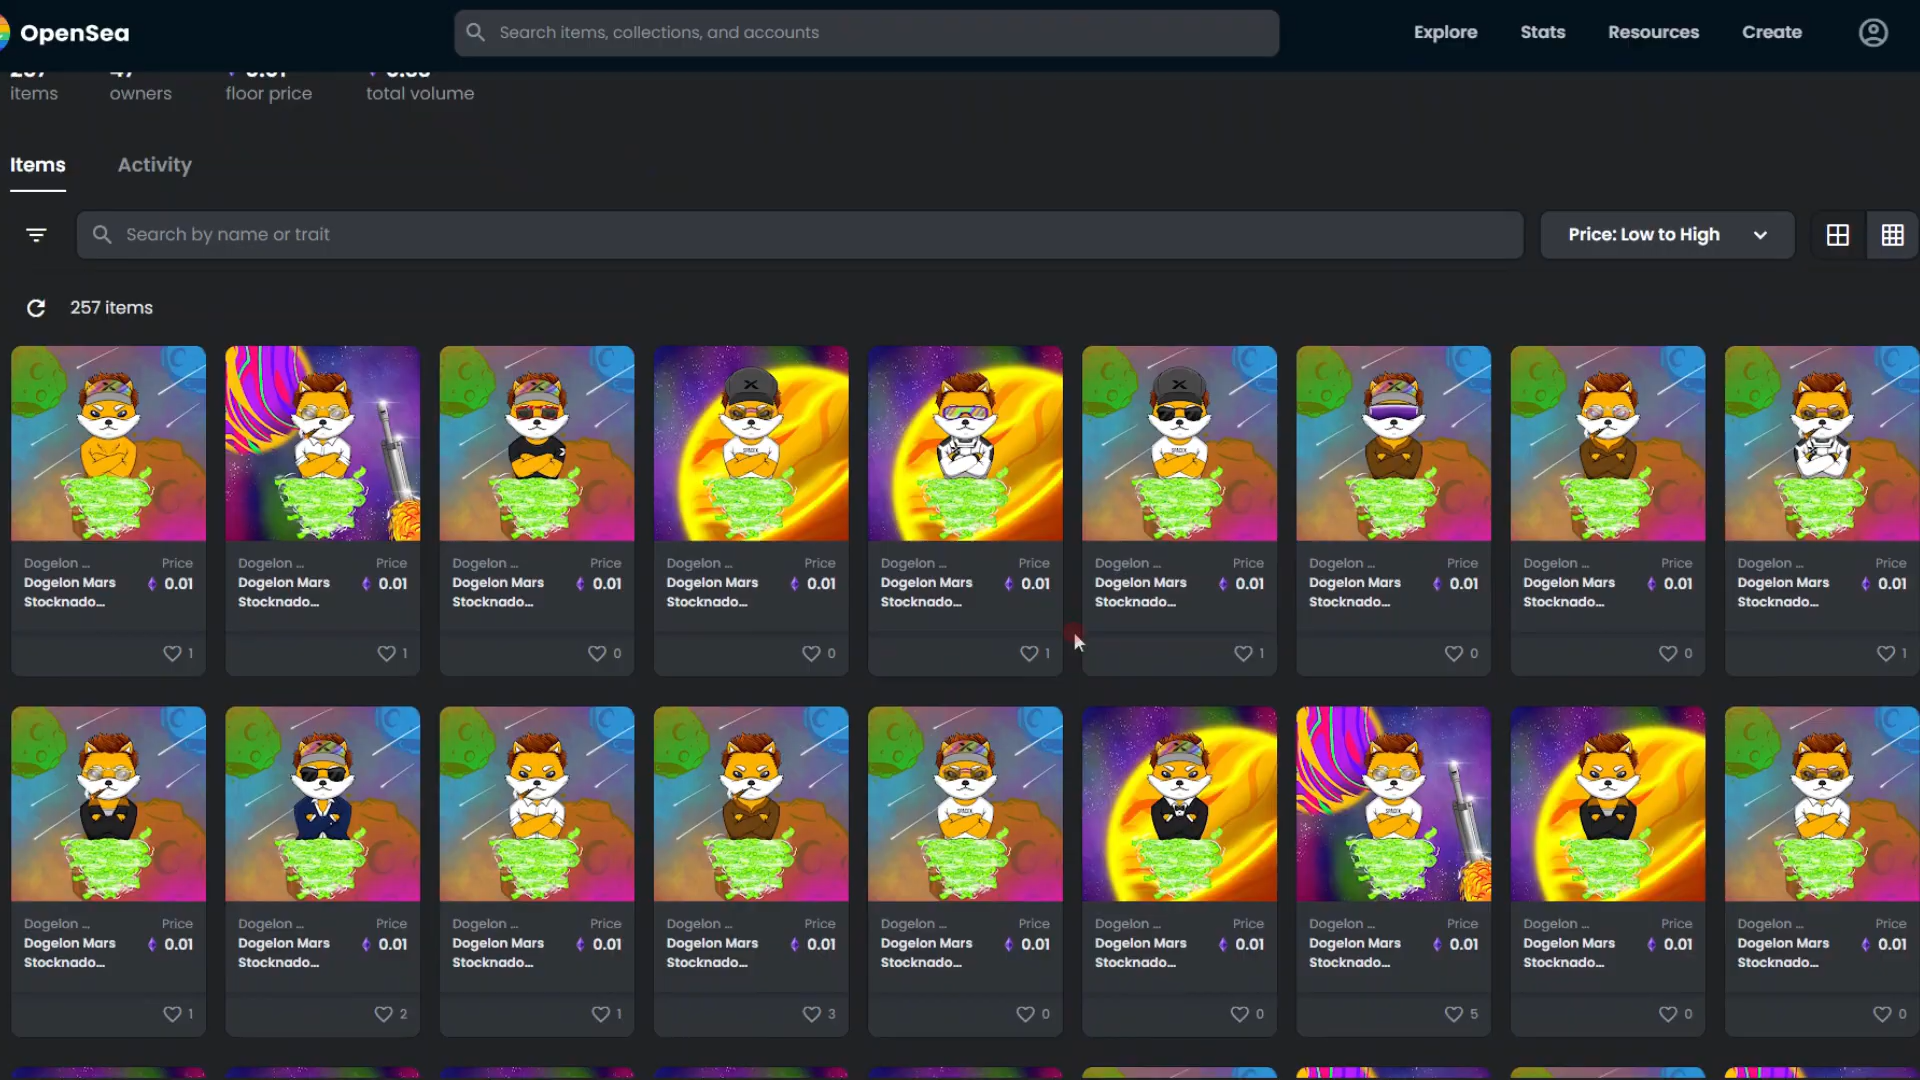 OpenSea
Search items, collections, and accounts
Explore Stats Resources Create
items owners floor price total volume
Items Activity
Search by name or trait
Price: Low to High
257 items
Dogelon ... Price Dogelon ... Price Dogelon ... Price Dogelon ... Price Dogelon ... Price Dogelon ... Price Dogelon ... Price Dogelon ... Price Dogelon ... Price
Dogelon Mars 0.01 Dogelon Mars 0.01 Dogelon Mars 0.01 Dogelon Mars 0.01 Dogelon Mars 0.01 Dogelon Mars 0.01 Dogelon Mars 0.01 Dogelon Mars 0.01 Dogelon Mars 0.01
Stocknado... Stocknado... Stocknado... Stocknado... Stocknado... Stocknado... Stocknado... Stocknado... Stocknado...
1 1 0 0 1 1 0 0 1
Dogelon ... Price Dogelon ... Price Dogelon ... Price Dogelon ... Price Dogelon ... Price Dogelon ... Price Dogelon ... Price Dogelon ... Price Dogelon ... Price
Dogelon Mars 0.01 Dogelon Mars 0.01 Dogelon Mars 0.01 Dogelon Mars 0.01 Dogelon Mars 0.01 Dogelon Mars 0.01 Dogelon Mars 0.01 Dogelon Mars 0.01 Dogelon Mars 0.01
Stocknado... Stocknado... Stocknado... Stocknado... Stocknado... Stocknado... Stocknado... Stocknado... Stocknado...
1 2 1 3 0 0 5 0 0